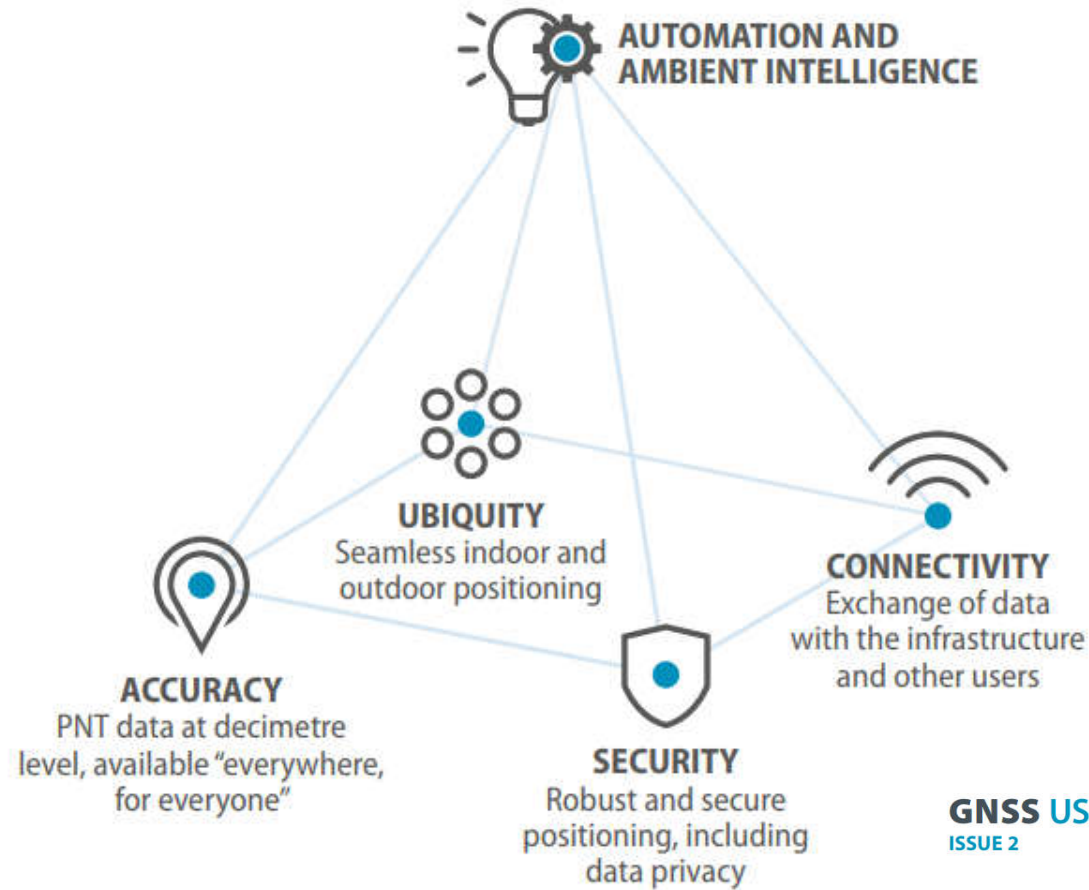 AUTOMATION AND
AMBIENT INTELLIGENCE
UBIQUITY
Seamless indoor and
outdoor positioning
CONNECTIVITY
Exchange of data
with the infrastructure
and other users
ACCURACY
PNT data at decimetre
level, available “everywhere,
for everyone”
SECURITY
Robust and secure
positioning, including
data privacy
GNSS US
ISSUE 2